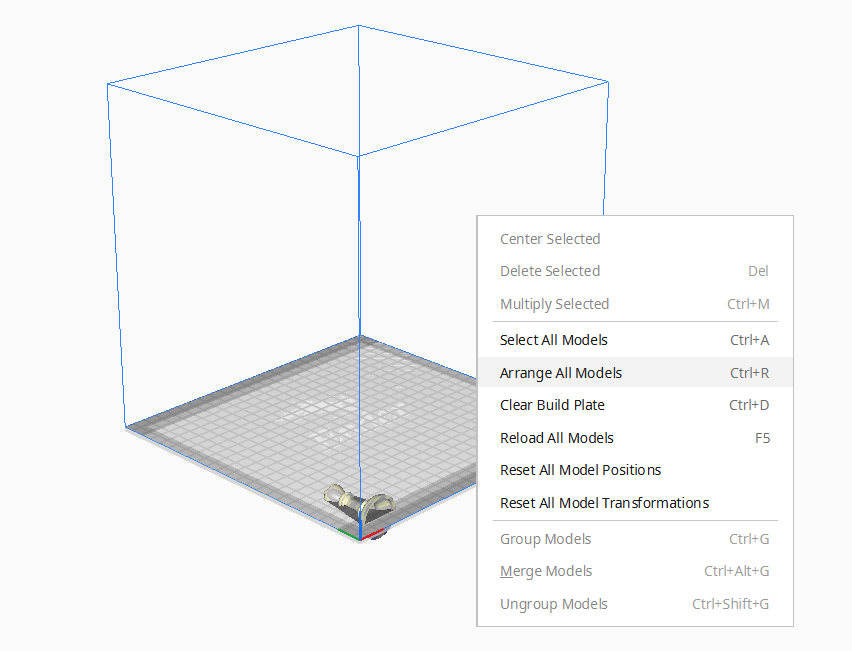 Center Selected
Delete Selected Del
Multiply Selected Ctrl+M
Select All Models Ctrl+A
Arrange All Models Ctrl+R
Clear Build Plate Ctrl+D
Reload All Models F5
Reset All Model Positions
Reset All Model Transformations
Group Models Ctrl+G
Merge Models Ctrl+Alt+G
Ungroup Models Ctrl+Shift+G